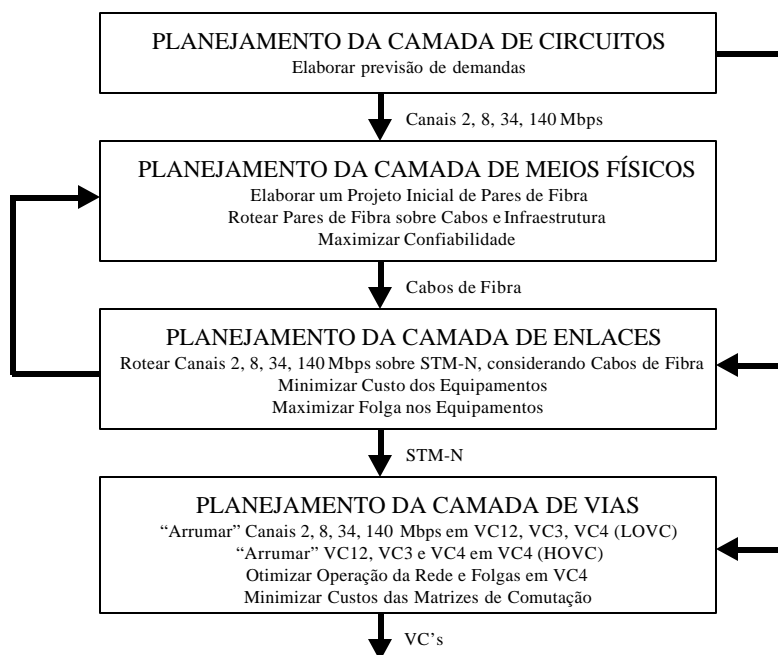 PLANEJAMENTO DA CAMADA DE CIRCUITOS
Elaborar previsão de demandas
Canais 2, 8, 34, 140 Mbps
PLANEJAMENTO DA CAMADA DE MEIOS FÍSICOS
Elaborar um Projeto Inicial de Pares de Fibra
Rotear Pares de Fibra sobre Cabos e Infraestrutura
Maximizar Confiabilidade
Cabos de Fibra
PLANEJAMENTO DA CAMADA DE ENLACES
Rotear Canais 2, 8, 34, 140 Mbps sobre STM-N, considerando Cabos de Fibra
Minimizar Custo dos Equipamentos
Maximizar Folga nos Equipamentos
STM-N
PLANEJAMENTO DA CAMADA DE VIAS
“Arrumar” Canais 2, 8, 34, 140 Mbps em VC12, VC3, VC4 (LOVC)
“Arrumar” VC12, VC3 e VC4 em VC4 (HOVC)
Otimizar Operação da Rede e Folgas em VC4
Minimizar Custos das Matrizes de Comutação
VC's